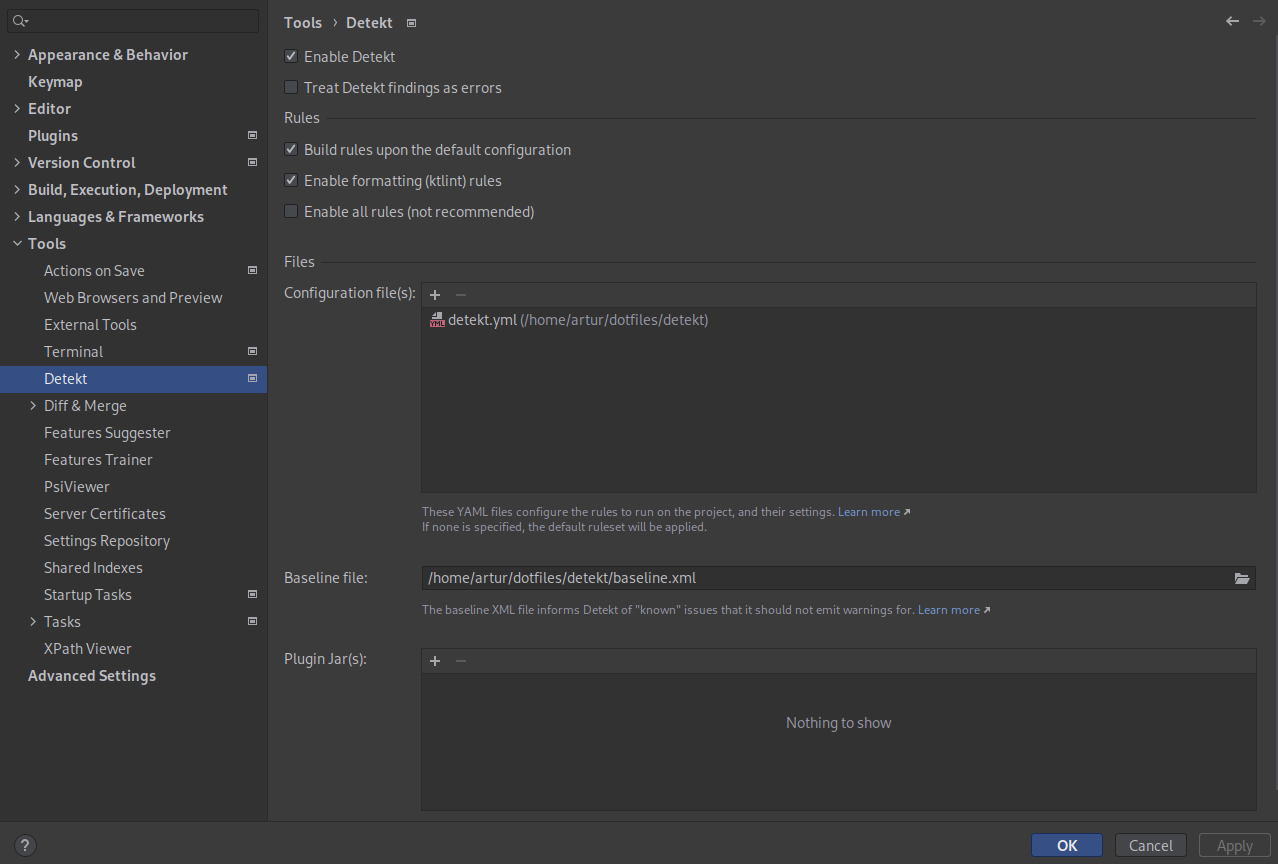 Appearance & Behavior
Keymap
Editor
Plugins
Version Control
Build, Execution, Deployment
Languages & Frameworks
Tools
Actions on Save
Web Browsers and Preview
External Tools
Terminal
Detekt
Diff & Merge
Features Suggester
Features Trainer
PsiViewer
Server Certificates
Settings Repository
Shared Indexes
Startup Tasks
Tasks
XPath Viewer
Advanced Settings
Tools › Detekt
Enable Detekt
Treat Detekt findings as errors
Rules
Build rules upon the default configuration
Enable formatting (ktlint) rules
Enable all rules (not recommended)
Files
Configuration file(s):
YML detekt.yml (/home/artur/dotfiles/detekt)
These YAML files configure the rules to run on the project, and their settings. Learn more ↗
If none is specified, the default ruleset will be applied.
Baseline file: /home/artur/dotfiles/detekt/baseline.xml
The baseline XML file informs Detekt of "known" issues that it should not emit warnings for. Learn more ↗
Plugin Jar(s):
Nothing to show
? OK Cancel Apply